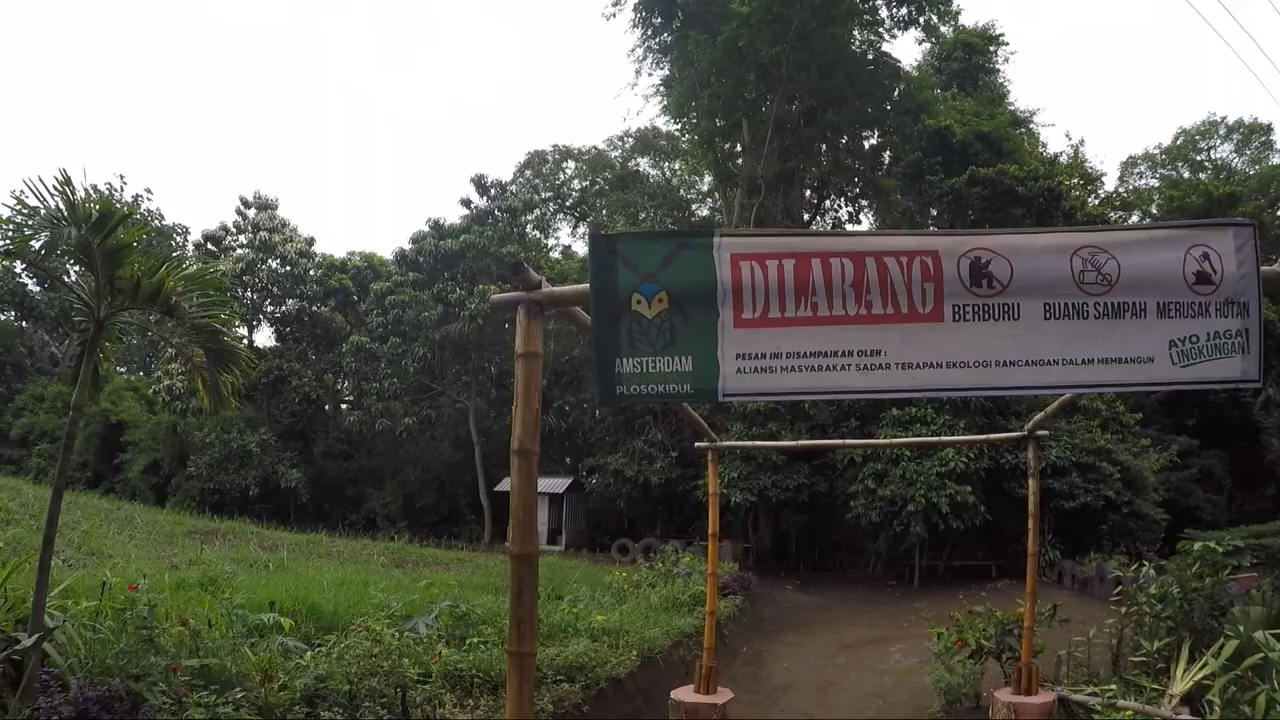 AMSTERDAM
PLOSOKIDUL
DILARANG
BERBURU
BUANG SAMPAH
MERUSAK HUTAN
PESAN INI DISAMPAIKAN OLEH :
ALIANSI MASYARAKAT SADAR TERAPAN EKOLOGI RANCANGAN DALAM MEMBANGUN
AYO JAGA
LINGKUNGAN!